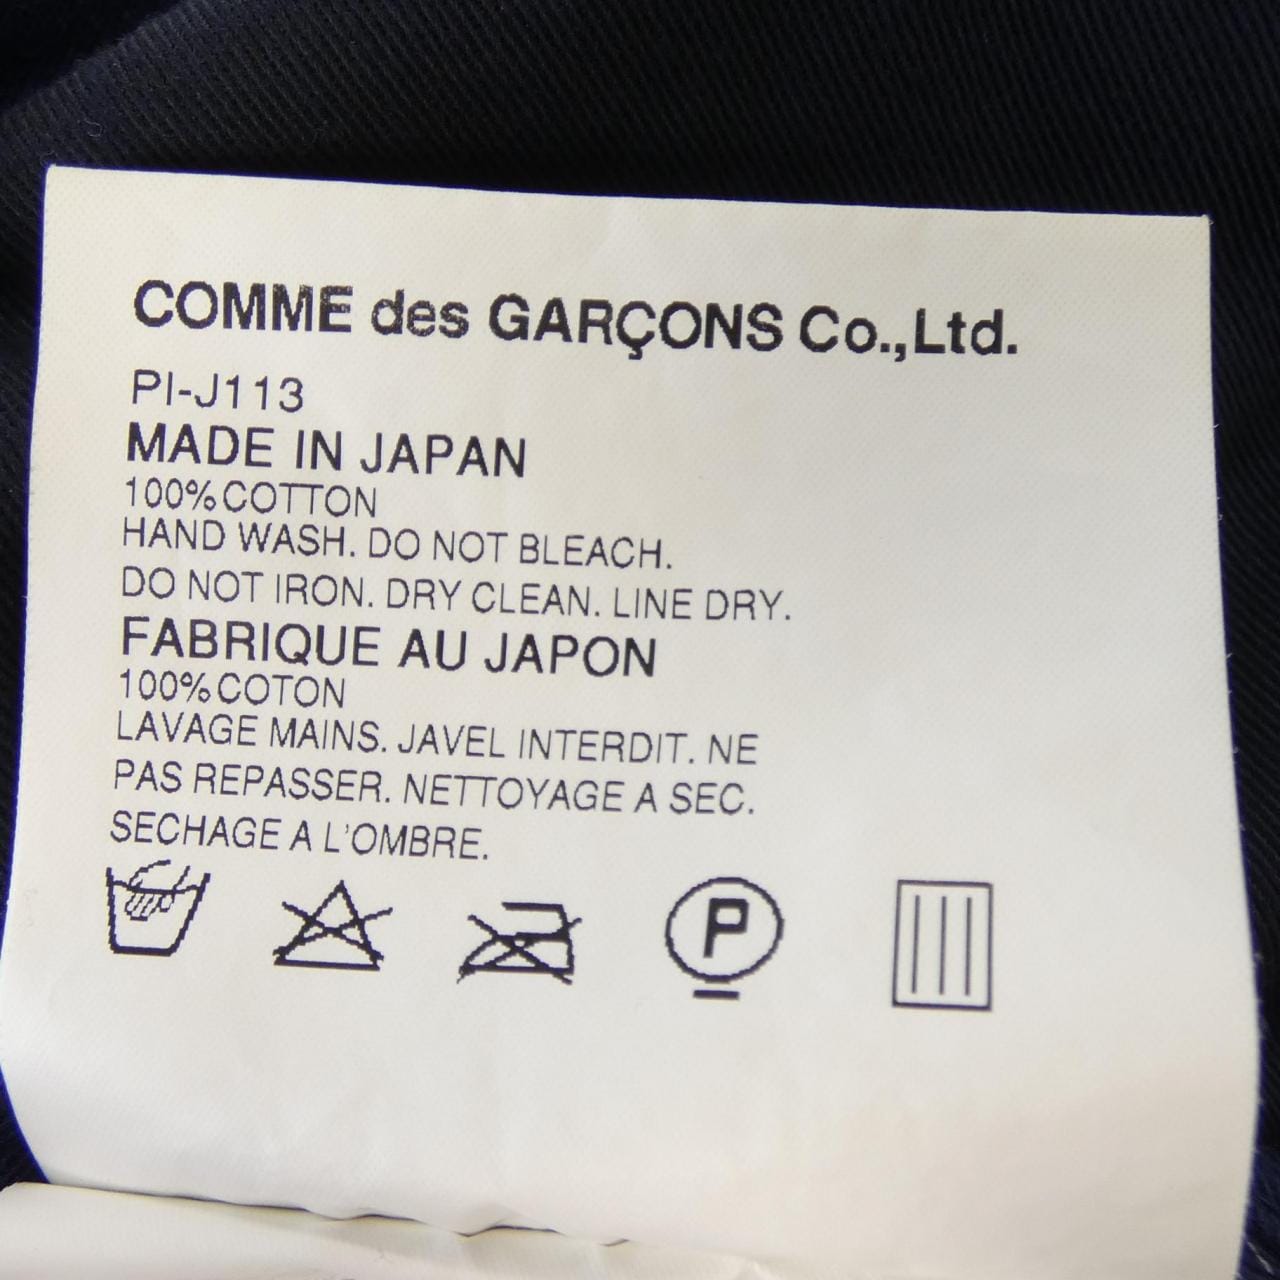 COMME des GARÇONS Co.,Ltd.
PI-J113
MADE IN JAPAN
100%COTTON
HAND WASH. DO NOT BLEACH.
DO NOT IRON. DRY CLEAN. LINE DRY.
FABRIQUE AU JAPON
100%COTON
LAVAGE MAINS. JAVEL INTERDIT. NE
PAS REPASSER. NETTOYAGE A SEC.
SECHAGE A L'OMBRE.
P